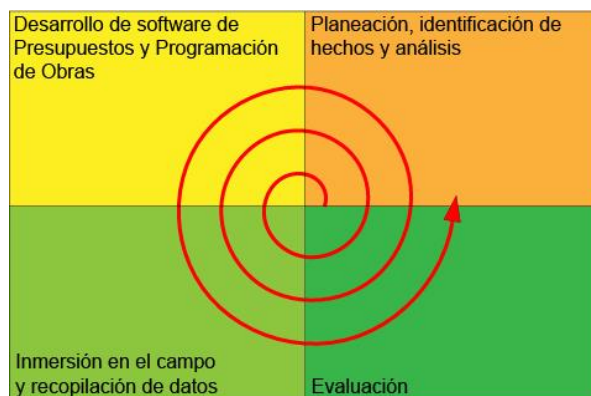 Desarrollo de software de
Presupuestos y Programación
de Obras
Planeación, identificación de
hechos y análisis
Inmersión en el campo
y recopilación de datos
Evaluación